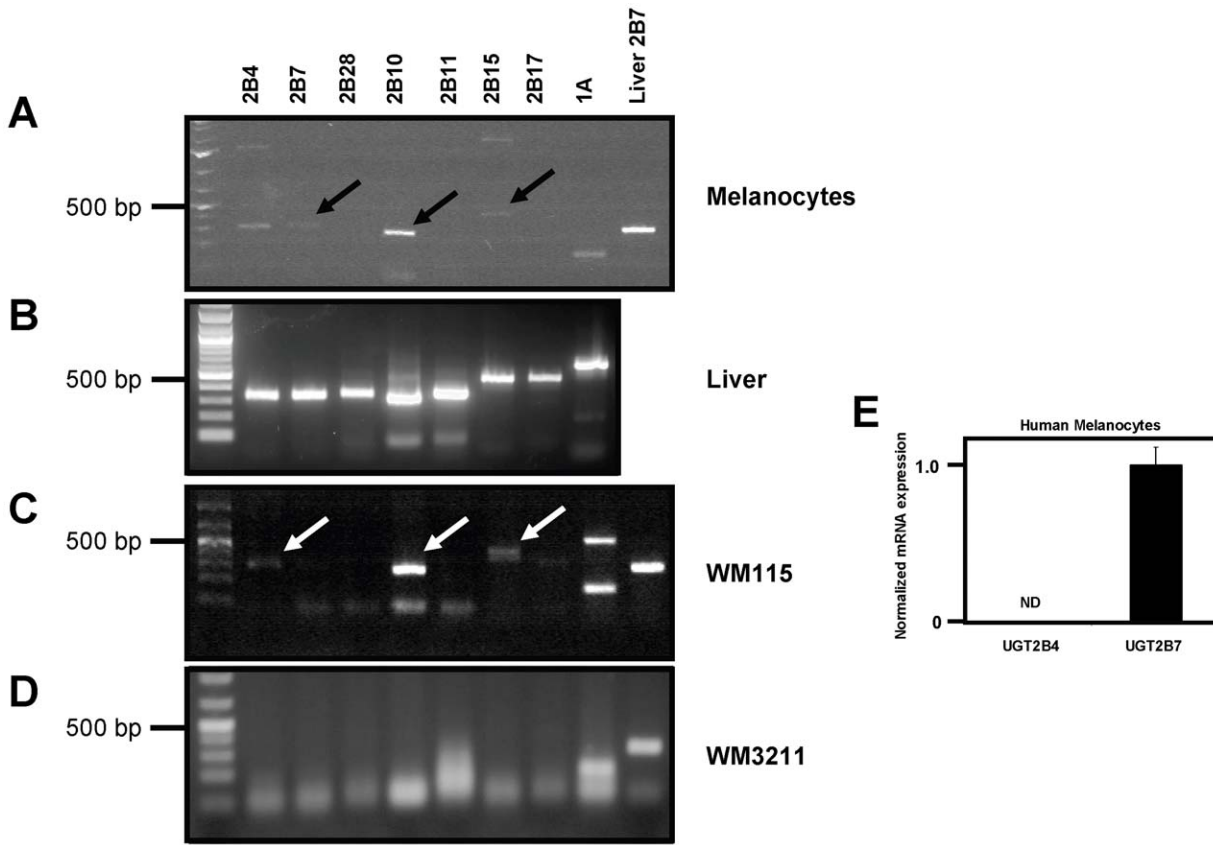 2B4 2B7 2B28 2B10 2B11 2B15 2B17 1A Liver 2B7
A
500 bp
Melanocytes
B
500 bp
Liver
C
500 bp
WM115
D
500 bp
WM3211
E
Human Melanocytes
Normalized mRNA expression
1.0
0
ND
UGT2B4 UGT2B7